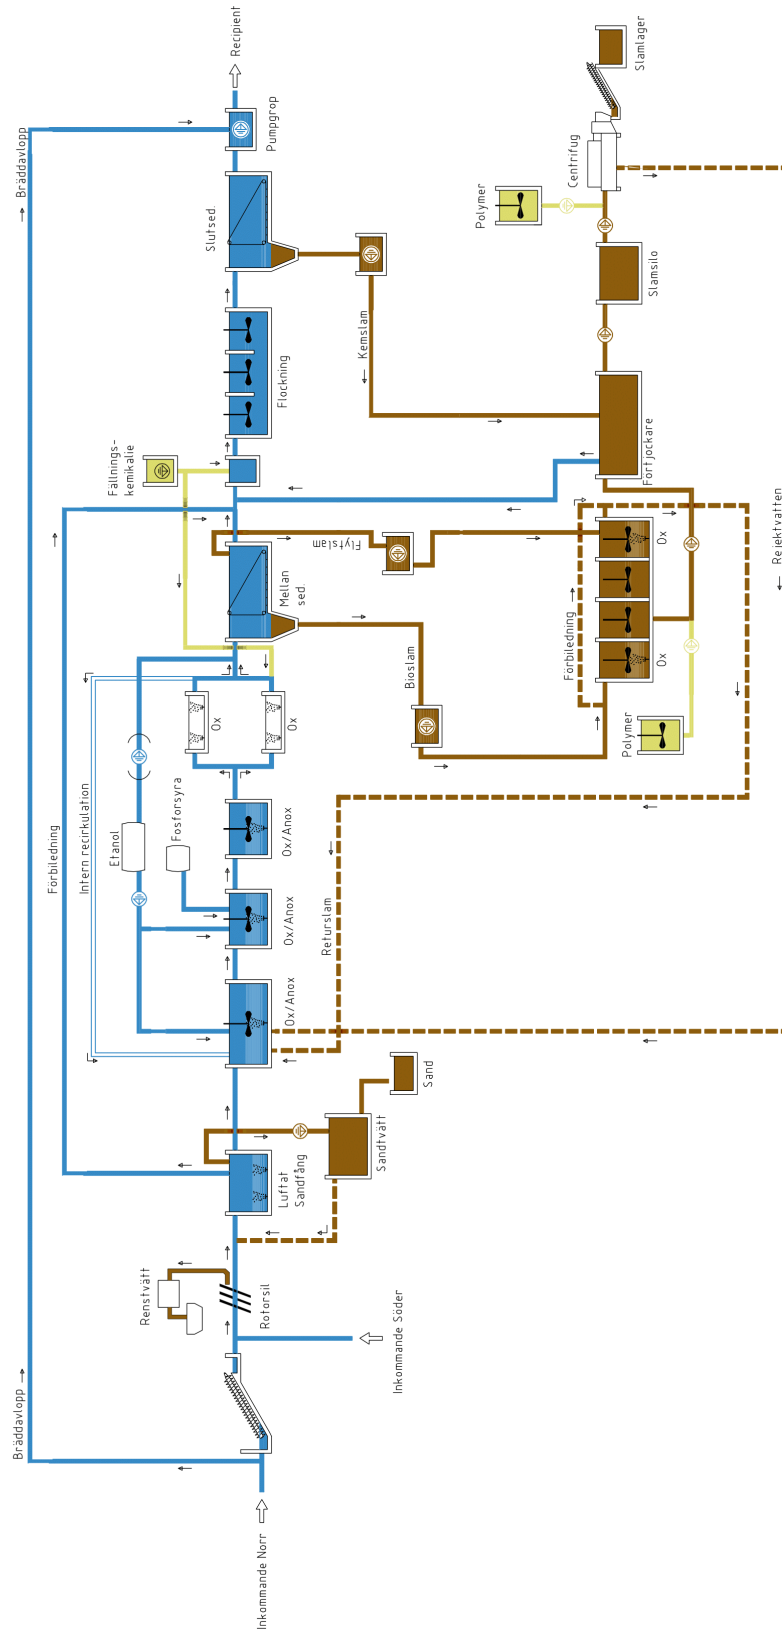 Recipient
Bräddavlopp
Pumpgrop
Slutsed.
Slamlager
Centrifug
Polymer
Slamsilo
Kemslam
Flockning
Fällnings-
kemikalie
Förtjockare
Flytslam
Mellan
sed.
Rejektvatten
Ox
Förbiledning
Ox
Bioslam
Polymer
Ox
Ox
Intern recirkulation
Etanol
Fosforsyra
Förbiledning
Ox/Anox
Ox/Anox
Ox/Anox
Returslam
Sand
Sandtvätt
Luftat
Sandfång
Renstvätt
Rotorsil
Inkommande Söder
Bräddavlopp
Inkommande Norr